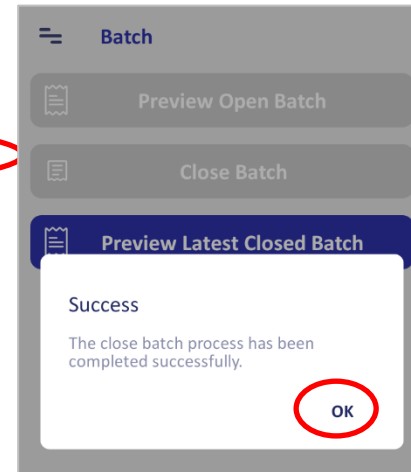 Batch
Preview Open Batch
Close Batch
Preview Latest Closed Batch
Success
The close batch process has been
completed successfully.
OK